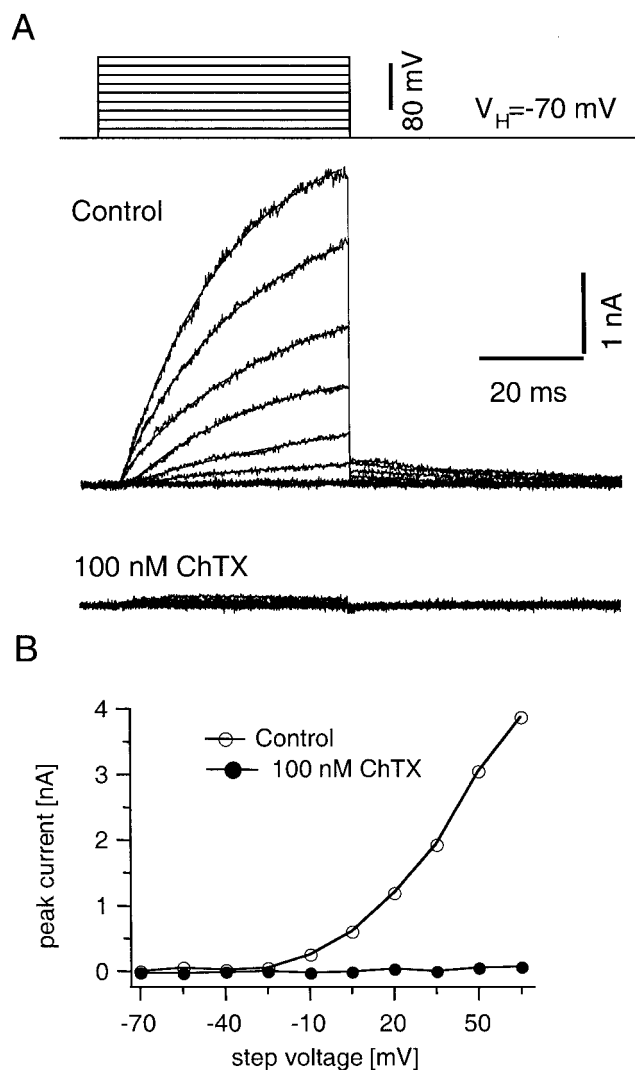 A
80 mV
V_H=-70 mV
Control
1 nA
20 ms
100 nM ChTX
B
4
3
2
1
0
peak current [nA]
Control
100 nM ChTX
-70
-40
-10
20
50
step voltage [mV]